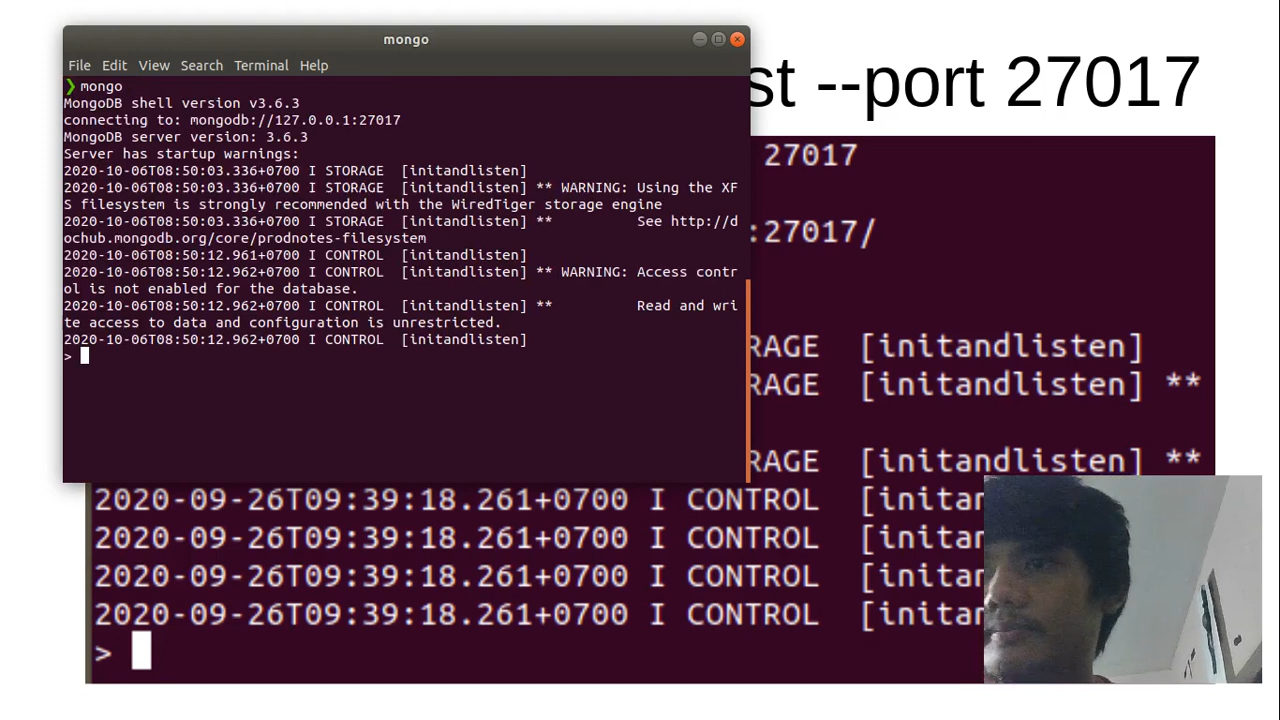 mongo
File Edit View Search Terminal Help
❯ mongo
MongoDB shell version v3.6.3
connecting to: mongodb://127.0.0.1:27017
MongoDB server version: 3.6.3
Server has startup warnings:
2020-10-06T08:50:03.336+0700 I STORAGE  [initandlisten]
2020-10-06T08:50:03.336+0700 I STORAGE  [initandlisten] ** WARNING: Using the XF
S filesystem is strongly recommended with the WiredTiger storage engine
2020-10-06T08:50:03.336+0700 I STORAGE  [initandlisten] **          See http://d
ochub.mongodb.org/core/prodnotes-filesystem
2020-10-06T08:50:12.961+0700 I CONTROL  [initandlisten]
2020-10-06T08:50:12.962+0700 I CONTROL  [initandlisten] ** WARNING: Access contr
ol is not enabled for the database.
2020-10-06T08:50:12.962+0700 I CONTROL  [initandlisten] **          Read and wri
te access to data and configuration is unrestricted.
2020-10-06T08:50:12.962+0700 I CONTROL  [initandlisten]
>
st --port 27017
27017
:27017/
RAGE  [initandlisten]
RAGE  [initandlisten] **
RAGE  [initandlisten] **
2020-09-26T09:39:18.261+0700 I CONTROL  [inita
2020-09-26T09:39:18.261+0700 I CONTROL  [inita
2020-09-26T09:39:18.261+0700 I CONTROL  [inita
2020-09-26T09:39:18.261+0700 I CONTROL  [inita
>